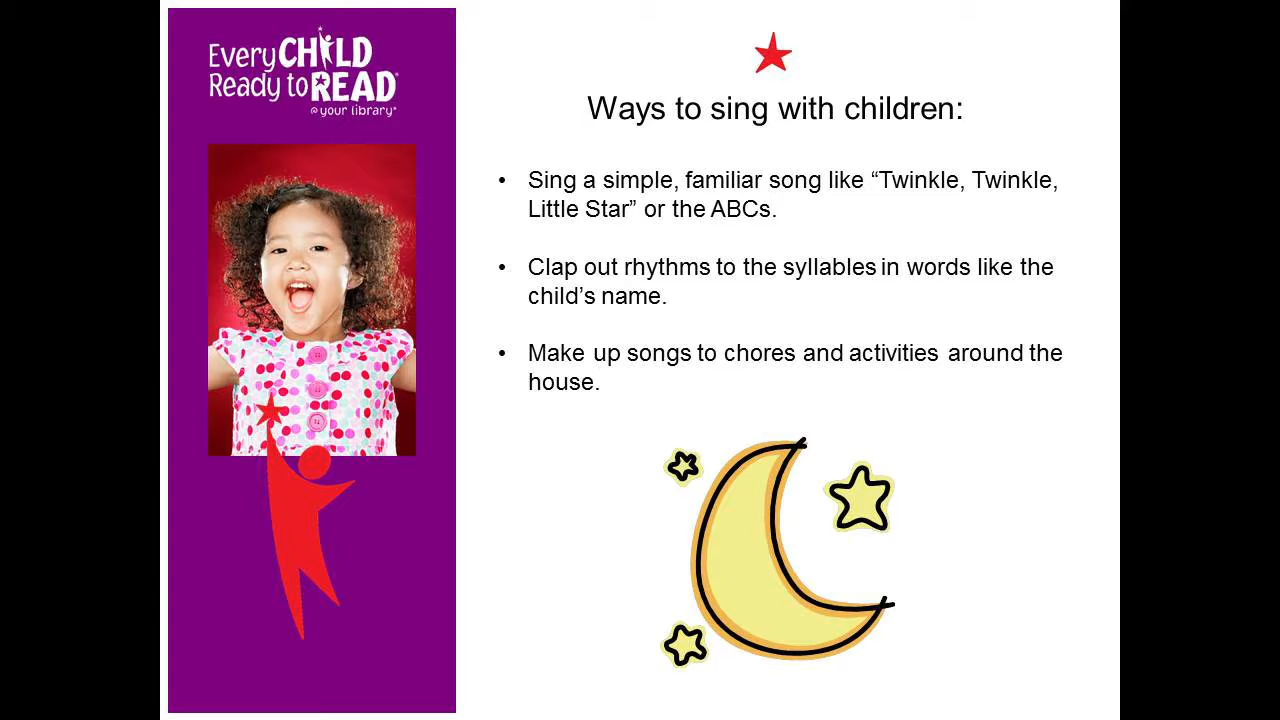 Every CHILD
Ready to READ®
@ your library®
Ways to sing with children:
• Sing a simple, familiar song like “Twinkle, Twinkle,
Little Star” or the ABCs.
• Clap out rhythms to the syllables in words like the
child’s name.
• Make up songs to chores and activities around the
house.